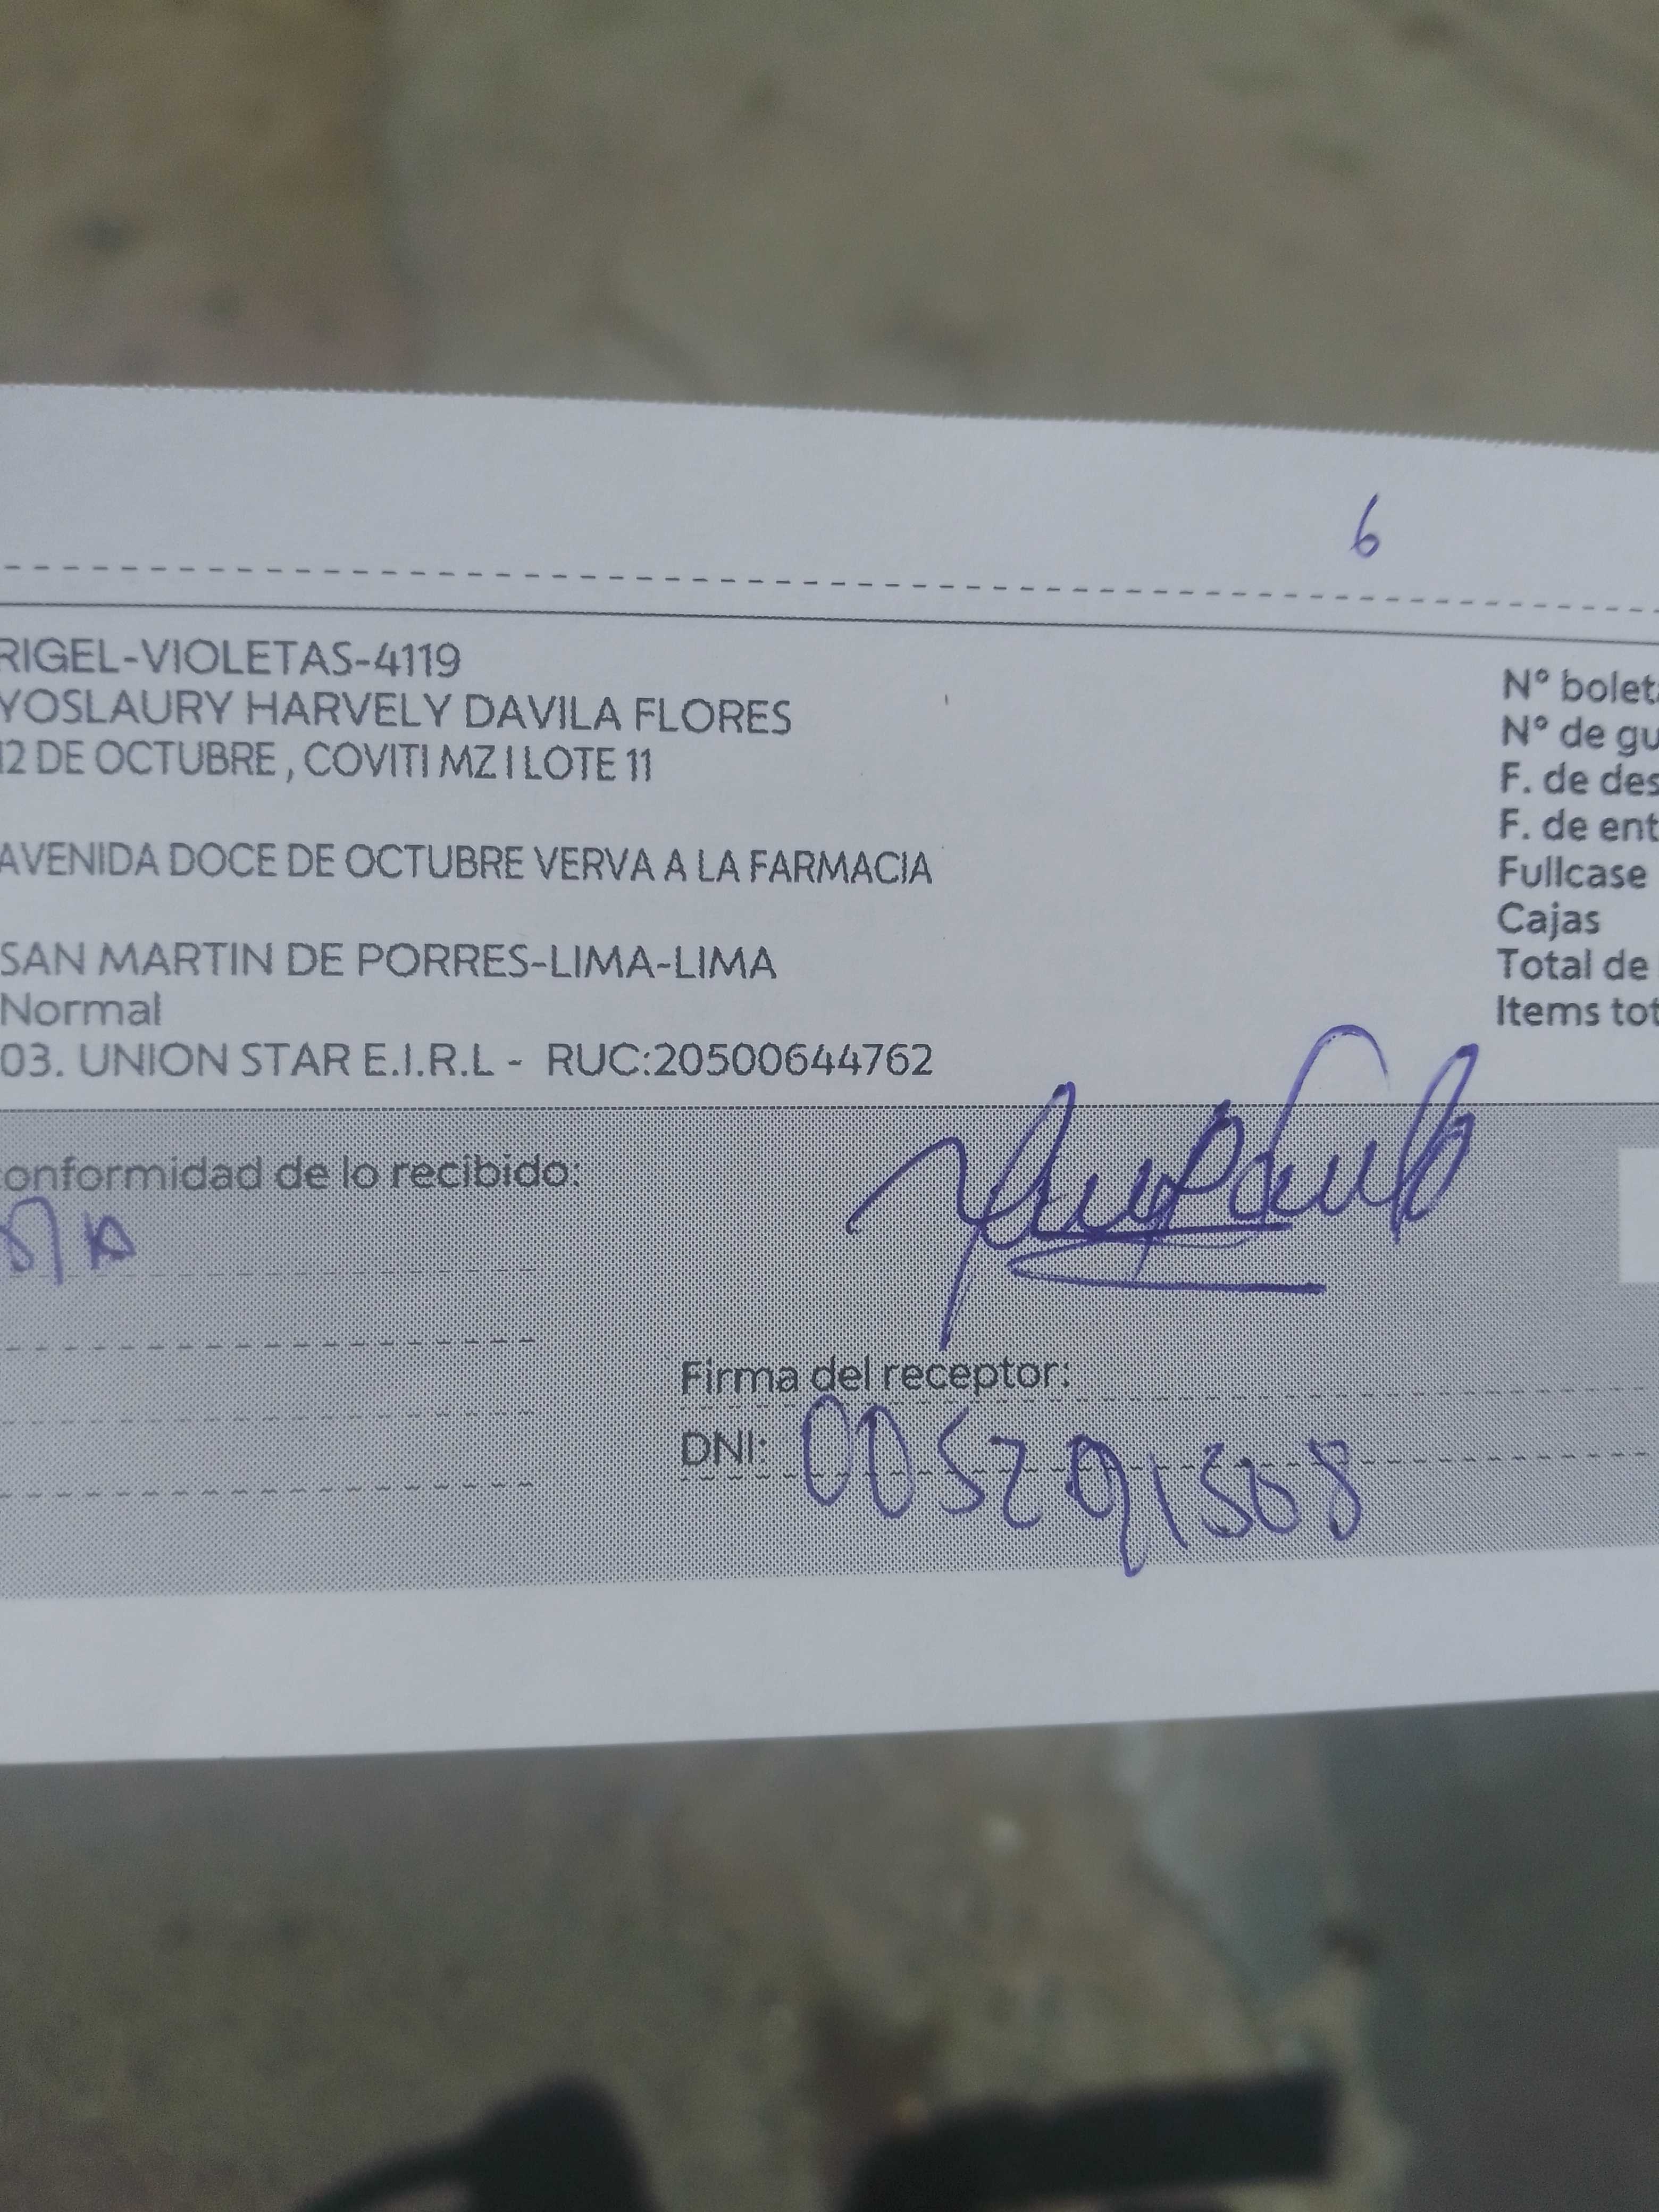 6
RIGEL-VIOLETAS-4119
YOSLAURY HARVELY DAVILA FLORES
12 DE OCTUBRE , COVITI MZ I LOTE 11
AVENIDA DOCE DE OCTUBRE VERVA A LA FARMACIA
SAN MARTIN DE PORRES-LIMA-LIMA
Normal
03. UNION STAR E.I.R.L - RUC:20500644762
N° bolet
N° de gu
F. de des
F. de ent
Fullcase
Cajas
Total de
Items tot
onformidad de lo recibido:
Firma del receptor:
DNI: 005291508